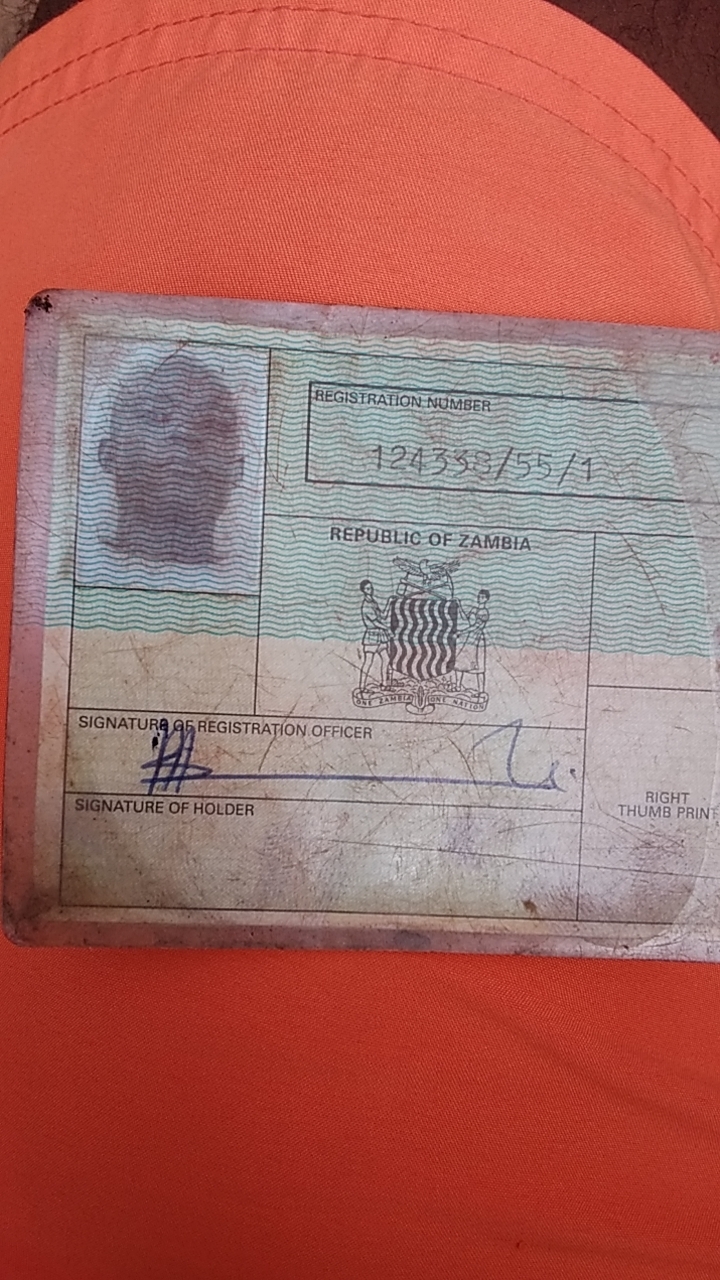 REGISTRATION NUMBER
/55/1
REPUBLIC OF ZAMBIA
ONE ZAMBIA ONE NATION
SIGNATURE OF REGISTRATION OFFICER
SIGNATURE OF HOLDER
RIGHT
THUMB PRINT